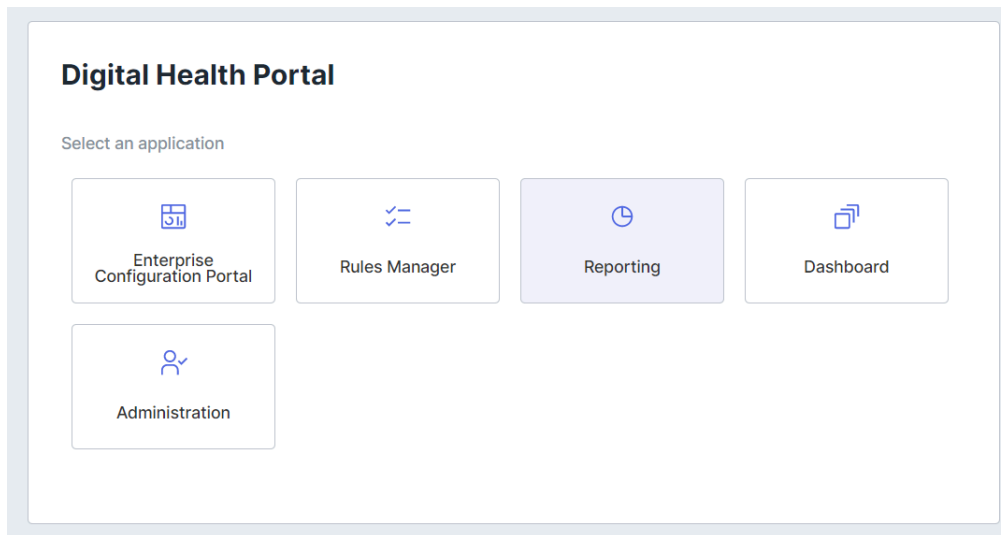 Digital Health Portal
Select an application
Enterprise
Configuration Portal
Rules Manager
Reporting
Dashboard
Administration